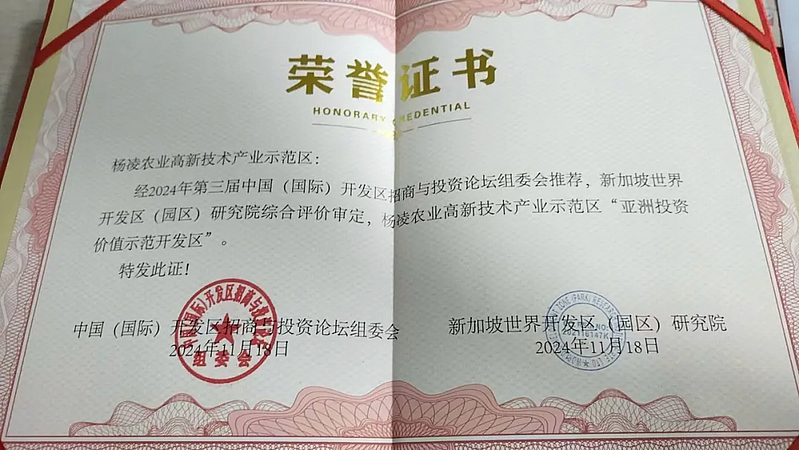 荣誉证书
HONORARY CREDENTIAL
杨凌农业高新技术产业示范区：
经2024年第三届中国（国际）开发区招商与投资论坛组委会推荐，新加坡世界
开发区（园区）研究院综合评价审定，杨凌农业高新技术产业示范区“亚洲投资
价值示范开发区”。
特发此证！
中国（国际）开发区招商与投资论坛组委会
2024年11月18日
组委会
新加坡世界开发区（园区）研究院
2024年11月18日